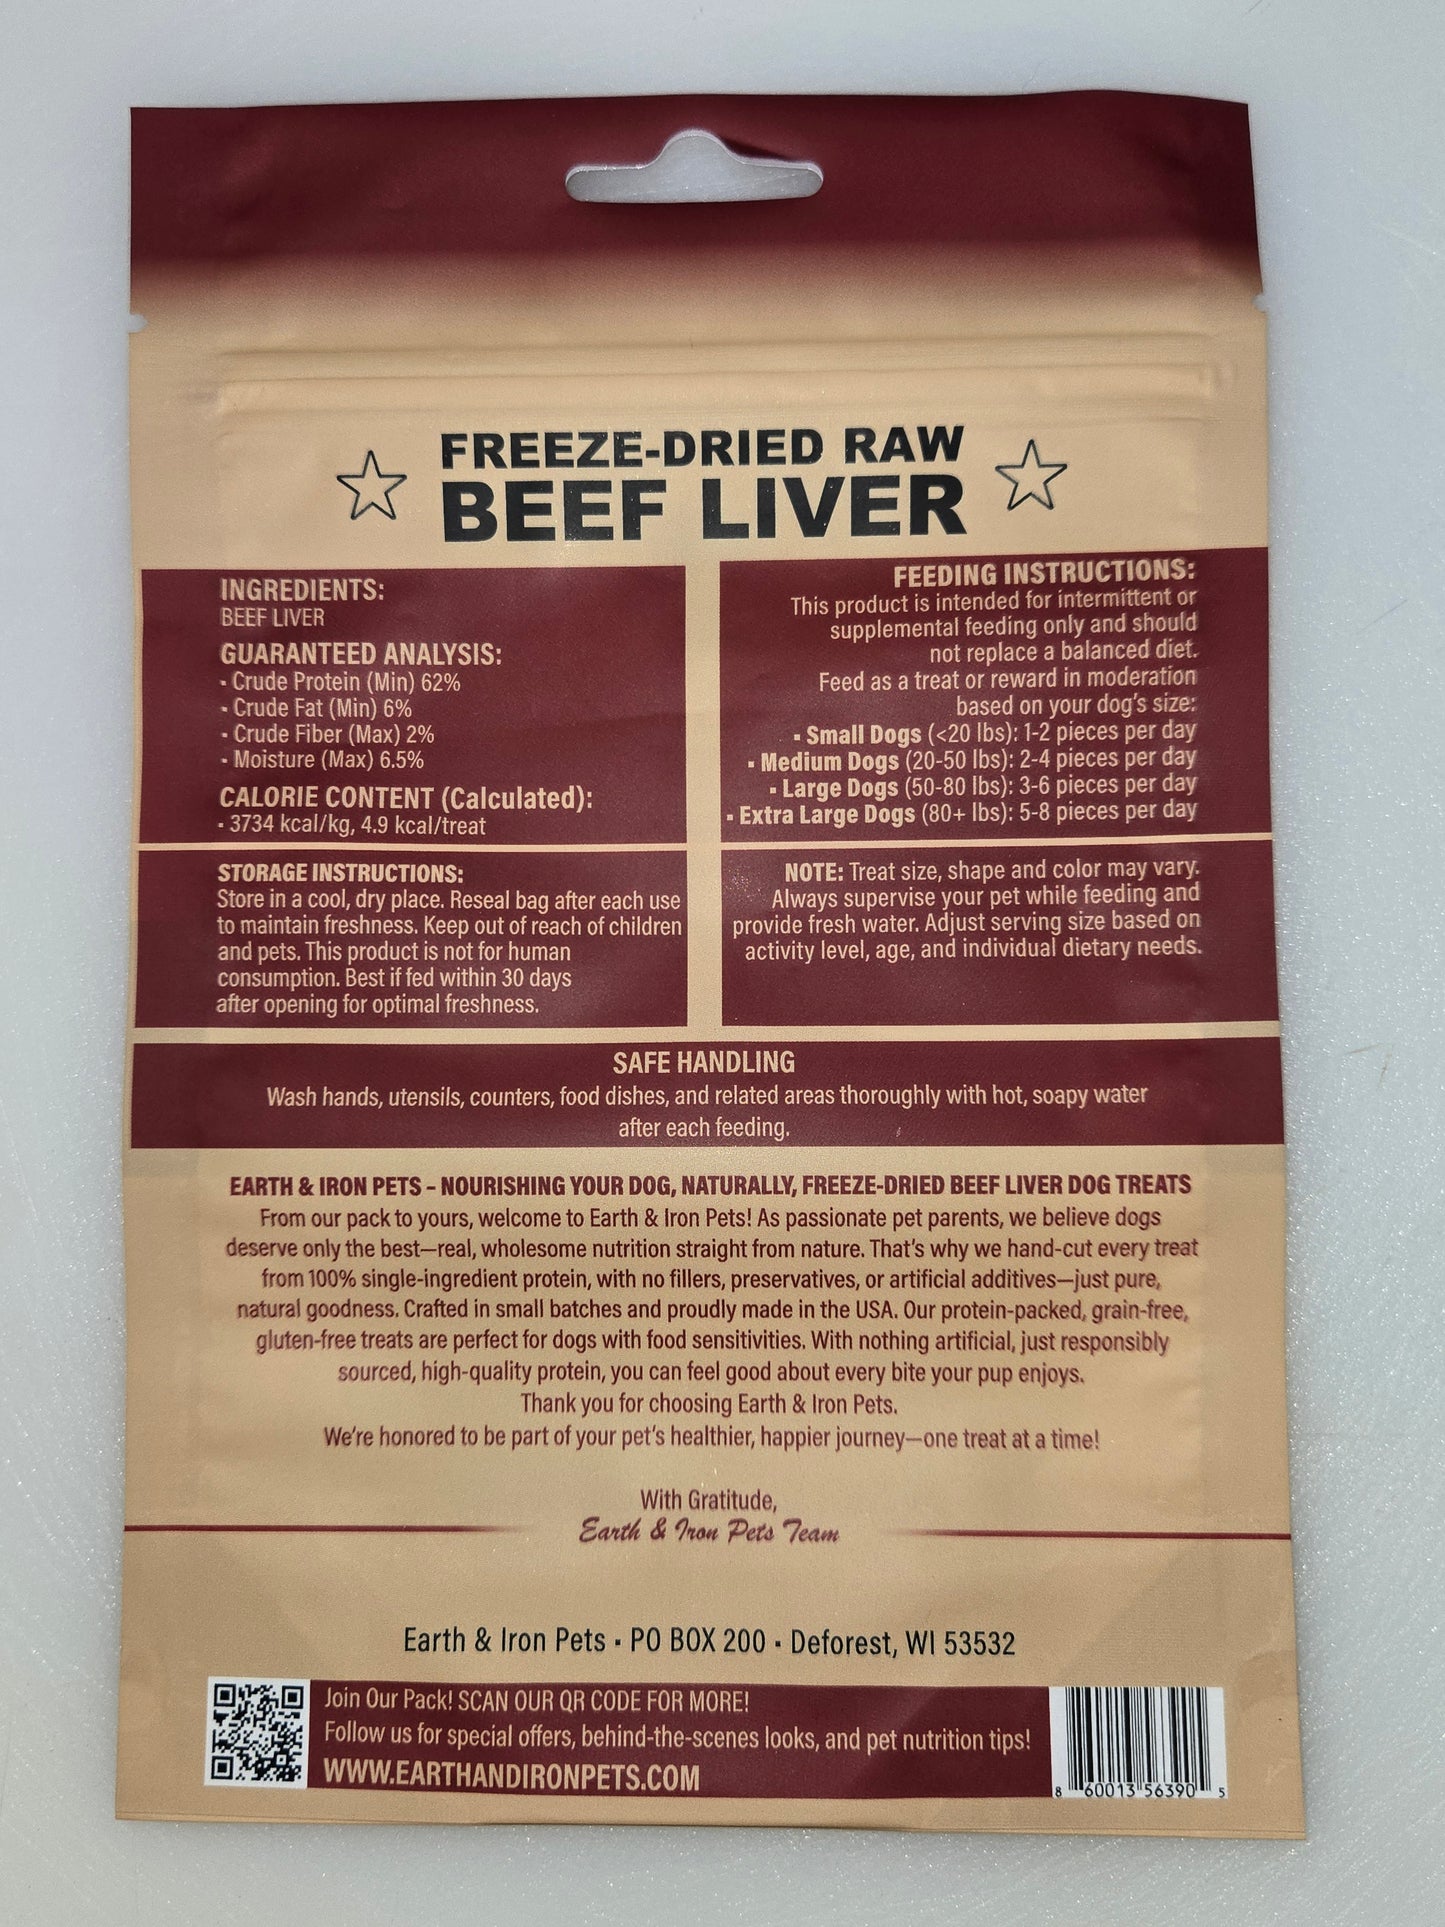 FREEZE-DRIED RAW
BEEF LIVER
INGREDIENTS:
BEEF LIVER
GUARANTEED ANALYSIS:
▪ Crude Protein (Min) 62%
▪ Crude Fat (Min) 6%
▪ Crude Fiber (Max) 2%
▪ Moisture (Max) 6.5%
CALORIE CONTENT (Calculated):
▪ 3734 kcal/kg, 4.9 kcal/treat
FEEDING INSTRUCTIONS:
This product is intended for intermittent or
supplemental feeding only and should
not replace a balanced diet.
Feed as a treat or reward in moderation
based on your dog's size:
▪ Small Dogs (<20 lbs): 1-2 pieces per day
▪ Medium Dogs (20-50 lbs): 2-4 pieces per day
▪ Large Dogs (50-80 lbs): 3-6 pieces per day
▪ Extra Large Dogs (80+ lbs): 5-8 pieces per day
STORAGE INSTRUCTIONS:
Store in a cool, dry place. Reseal bag after each use
to maintain freshness. Keep out of reach of children
and pets. This product is not for human
consumption. Best if fed within 30 days
after opening for optimal freshness.
NOTE: Treat size, shape and color may vary.
Always supervise your pet while feeding and
provide fresh water. Adjust serving size based on
activity level, age, and individual dietary needs.
SAFE HANDLING
Wash hands, utensils, counters, food dishes, and related areas thoroughly with hot, soapy water
after each feeding.
EARTH & IRON PETS – NOURISHING YOUR DOG, NATURALLY, FREEZE-DRIED BEEF LIVER DOG TREATS
From our pack to yours, welcome to Earth & Iron Pets! As passionate pet parents, we believe dogs
deserve only the best—real, wholesome nutrition straight from nature. That's why we hand-cut every treat
from 100% single-ingredient protein, with no fillers, preservatives, or artificial additives—just pure,
natural goodness. Crafted in small batches and proudly made in the USA. Our protein-packed, grain-free,
gluten-free treats are perfect for dogs with food sensitivities. With nothing artificial, just responsibly
sourced, high-quality protein, you can feel good about every bite your pup enjoys.
Thank you for choosing Earth & Iron Pets.
We're honored to be part of your pet's healthier, happier journey—one treat at a time!
With Gratitude,
Earth & Iron Pets Team
Earth & Iron Pets ▪ PO BOX 200 ▪ Deforest, WI 53532
Join Our Pack! SCAN OUR QR CODE FOR MORE!
Follow us for special offers, behind-the-scenes looks, and pet nutrition tips!
WWW.EARTHANDIRONPETS.COM
8 60013 56390 5